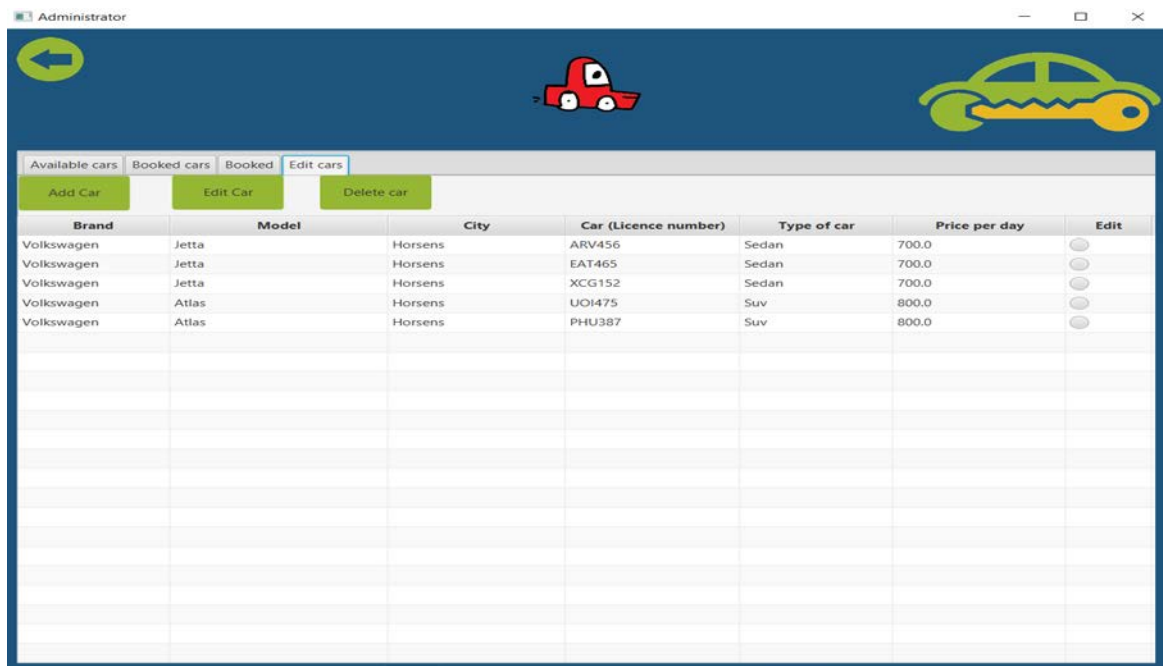 Administrator
Available cars Booked cars Booked Edit cars
Add Car Edit Car Delete car
Brand Model City Car (Licence number) Type of car Price per day Edit
Volkswagen Jetta Horsens ARV456 Sedan 700.0
Volkswagen Jetta Horsens EAT465 Sedan 700.0
Volkswagen Jetta Horsens XCG152 Sedan 700.0
Volkswagen Atlas Horsens UOI475 Suv 800.0
Volkswagen Atlas Horsens PHU387 Suv 800.0